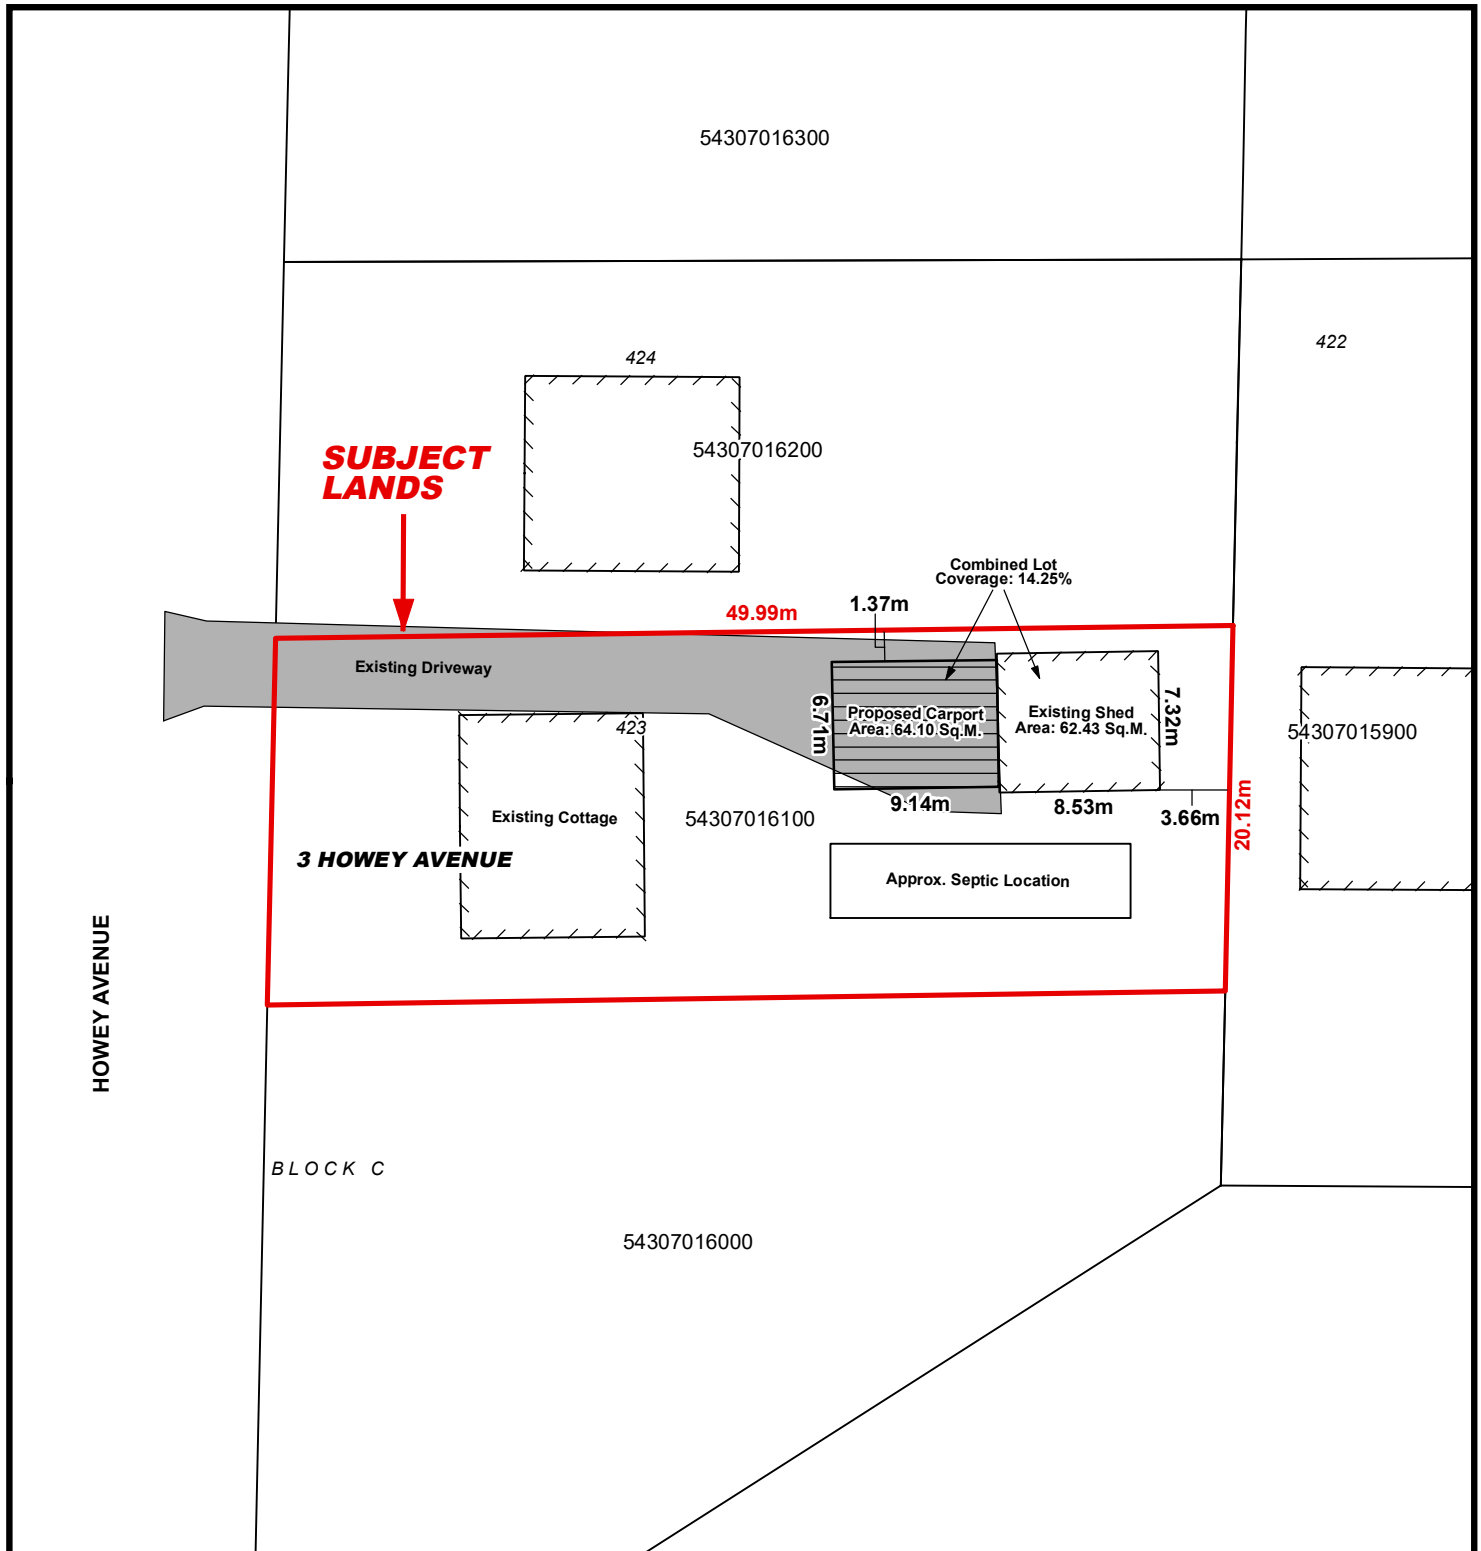 54307016300
422
424
54307016200
SUBJECT
LANDS
Combined Lot
Coverage: 14.25%
49.99m
1.37m
Existing Driveway
6.71m
Proposed Carport
Area: 64.10 Sq.M.
Existing Shed
Area: 62.43 Sq.M.
7.32m
54307015900
423
9.14m
8.53m
3.66m
20.12m
Existing Cottage
54307016100
3 HOWEY AVENUE
Approx. Septic Location
HOWEY AVENUE
BLOCK C
54307016000